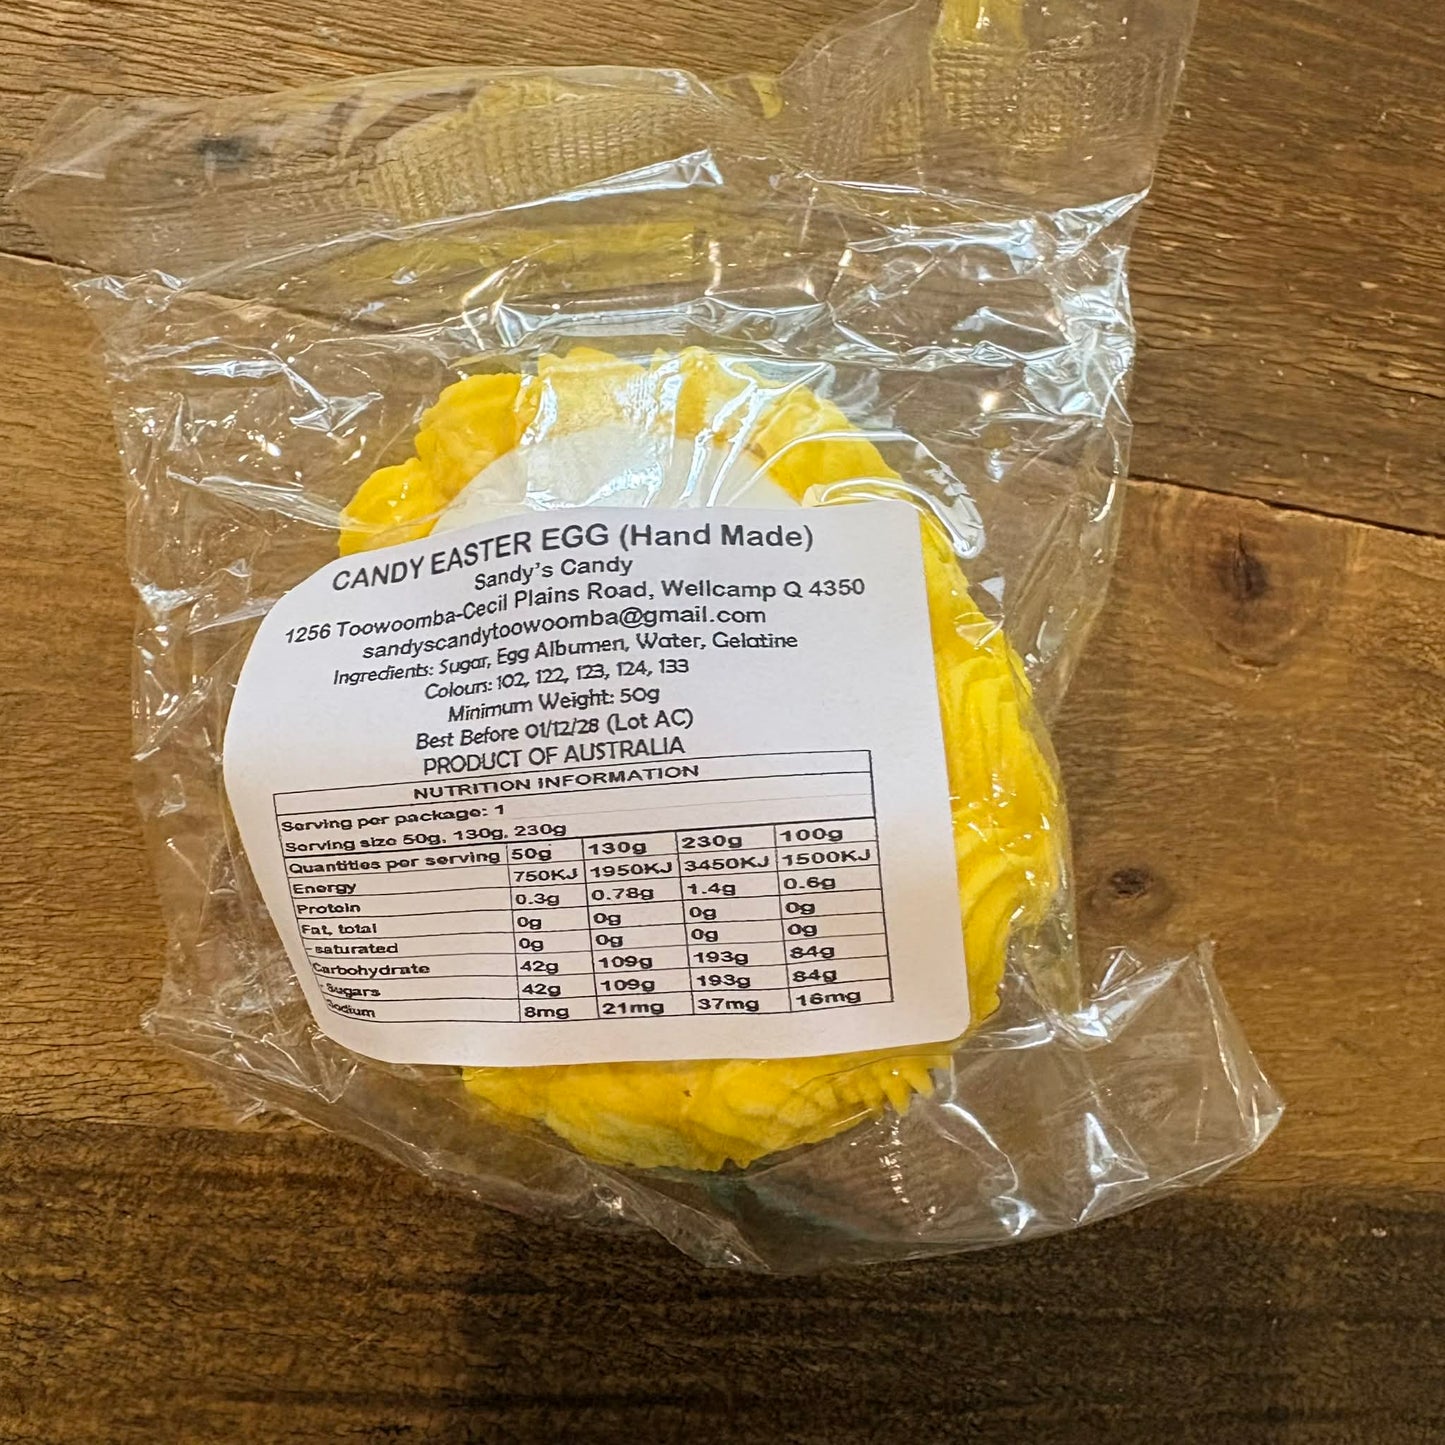 CANDY EASTER EGG (Hand Made)
Sandy's Candy
1256 Toowoomba-Cecil Plains Road, Wellcamp Q 4350
sandyscandytoowoomba@gmail.com
Ingredients: Sugar, Egg Albumen, Water, Gelatine
Colours: 102, 122, 123, 124, 133
Minimum Weight: 50g
Best Before 01/12/28 (Lot AC)
PRODUCT OF AUSTRALIA
NUTRITION INFORMATION
Serving per package: 1
Serving size 50g, 130g, 230g
Quantities per serving 50g 130g 230g 100g
Energy 750KJ 1950KJ 3450KJ 1500KJ
Protein 0.3g 0.78g 1.4g 0.6g
Fat, total 0g 0g 0g 0g
-saturated 0g 0g 0g 0g
Carbohydrate 42g 109g 193g 84g
-Sugars 42g 109g 193g 84g
Sodium 8mg 21mg 37mg 16mg